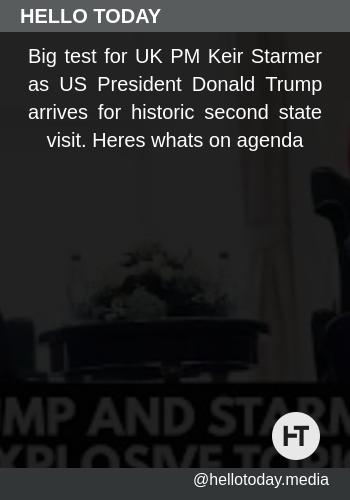 HELLO TODAY
Big test for UK PM Keir Starmer
as US President Donald Trump
arrives for historic second state
visit. Heres whats on agenda
UMP AND STARM
XPLOSIVE TOPIC
HT
@hellotoday.media